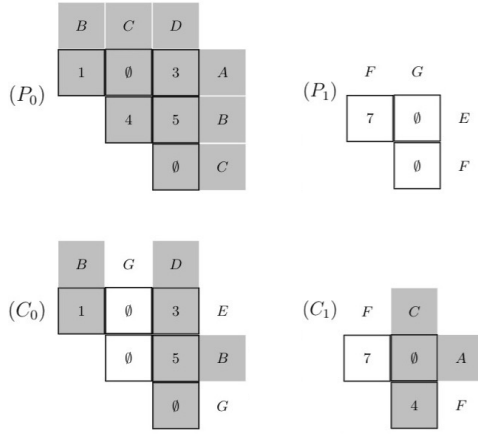 B C D
1 ∅ 3 A
(P₀)
4 5 B
∅ C
F G
(P₁)
7 ∅ E
∅ F
B G D
(C₀)
1 ∅ 3 E
∅ 5 B
∅ G
F C
(C₁)
7 ∅ A
4 F